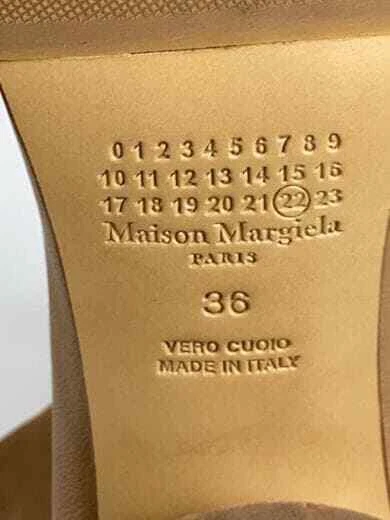 0 1 2 3 4 5 6 7 8 9
10 11 12 13 14 15 16
17 18 19 20 21 22 23
Maison Margiela
PARIS
36
VERO CUOIO
MADE IN ITALY